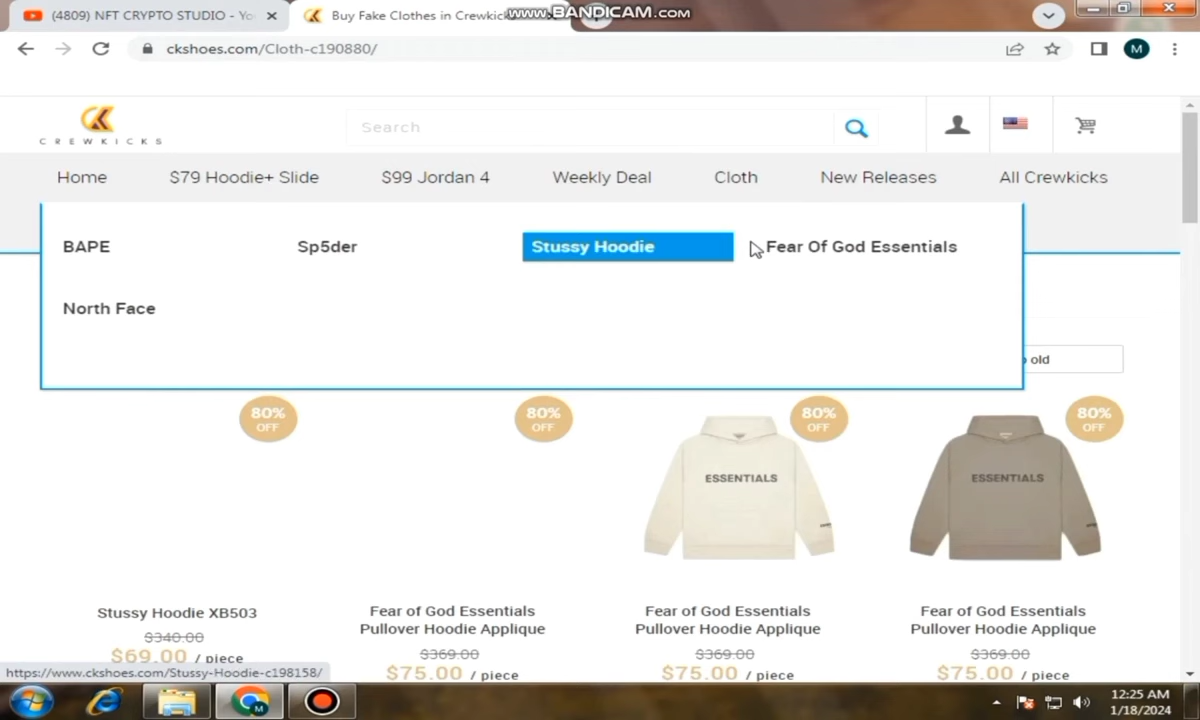 (4809) NFT CRYPTO STUDIO - Yo
Buy Fake Clothes in Crewkick
www.BANDICAM.com
ckshoes.com/Cloth-c190880/
M
CREWKICKS
Search
Home
$79 Hoodie+ Slide
$99 Jordan 4
Weekly Deal
Cloth
New Releases
All Crewkicks
BAPE
Sp5der
Stussy Hoodie
Fear Of God Essentials
North Face
old
80%
OFF
80%
OFF
80%
OFF
80%
OFF
ESSENTIALS
ESSENTIALS
Stussy Hoodie XB503
$340.00
$69.00 / piece
Fear of God Essentials
Pullover Hoodie Applique
$369.00
$75.00 / piece
Fear of God Essentials
Pullover Hoodie Applique
$369.00
$75.00 / piece
Fear of God Essentials
Pullover Hoodie Applique
$369.00
$75.00 / piece
https://www.ckshoes.com/Stussy-Hoodie-c198158/
M
12:25 AM
1/18/2024